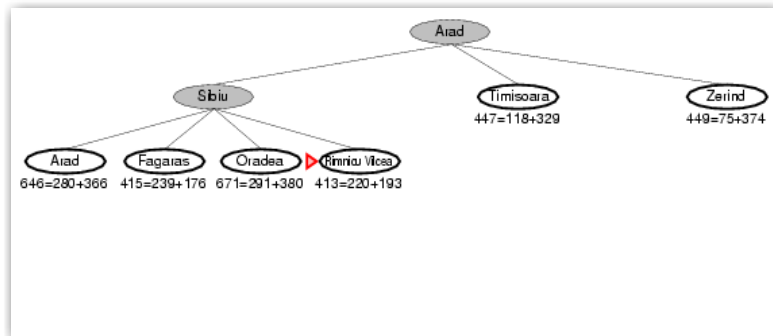 Arad
Sibiu Timisoara Zerind
447=118+329 449=75+374
Arad Fagaras Oradea Rimnicu Vilcea
646=280+366 415=239+176 671=291+380 413=220+193